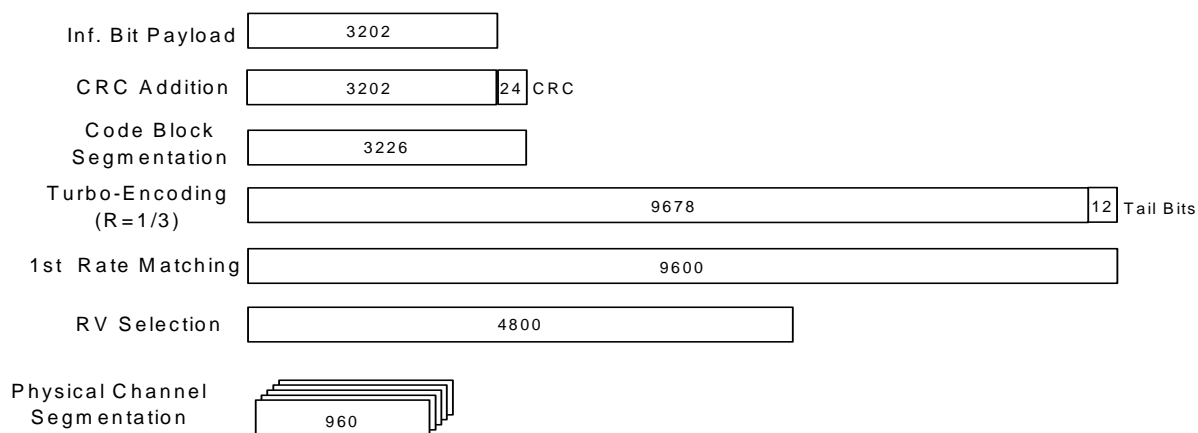 Inf. Bit Payload 3202
CRC Addition 3202 24 CRC
Code Block
Segmentation 3226
Turbo-Encoding
(R=1/3) 9678 12 Tail Bits
1st Rate Matching 9600
RV Selection 4800
Physical Channel
Segmentation 960